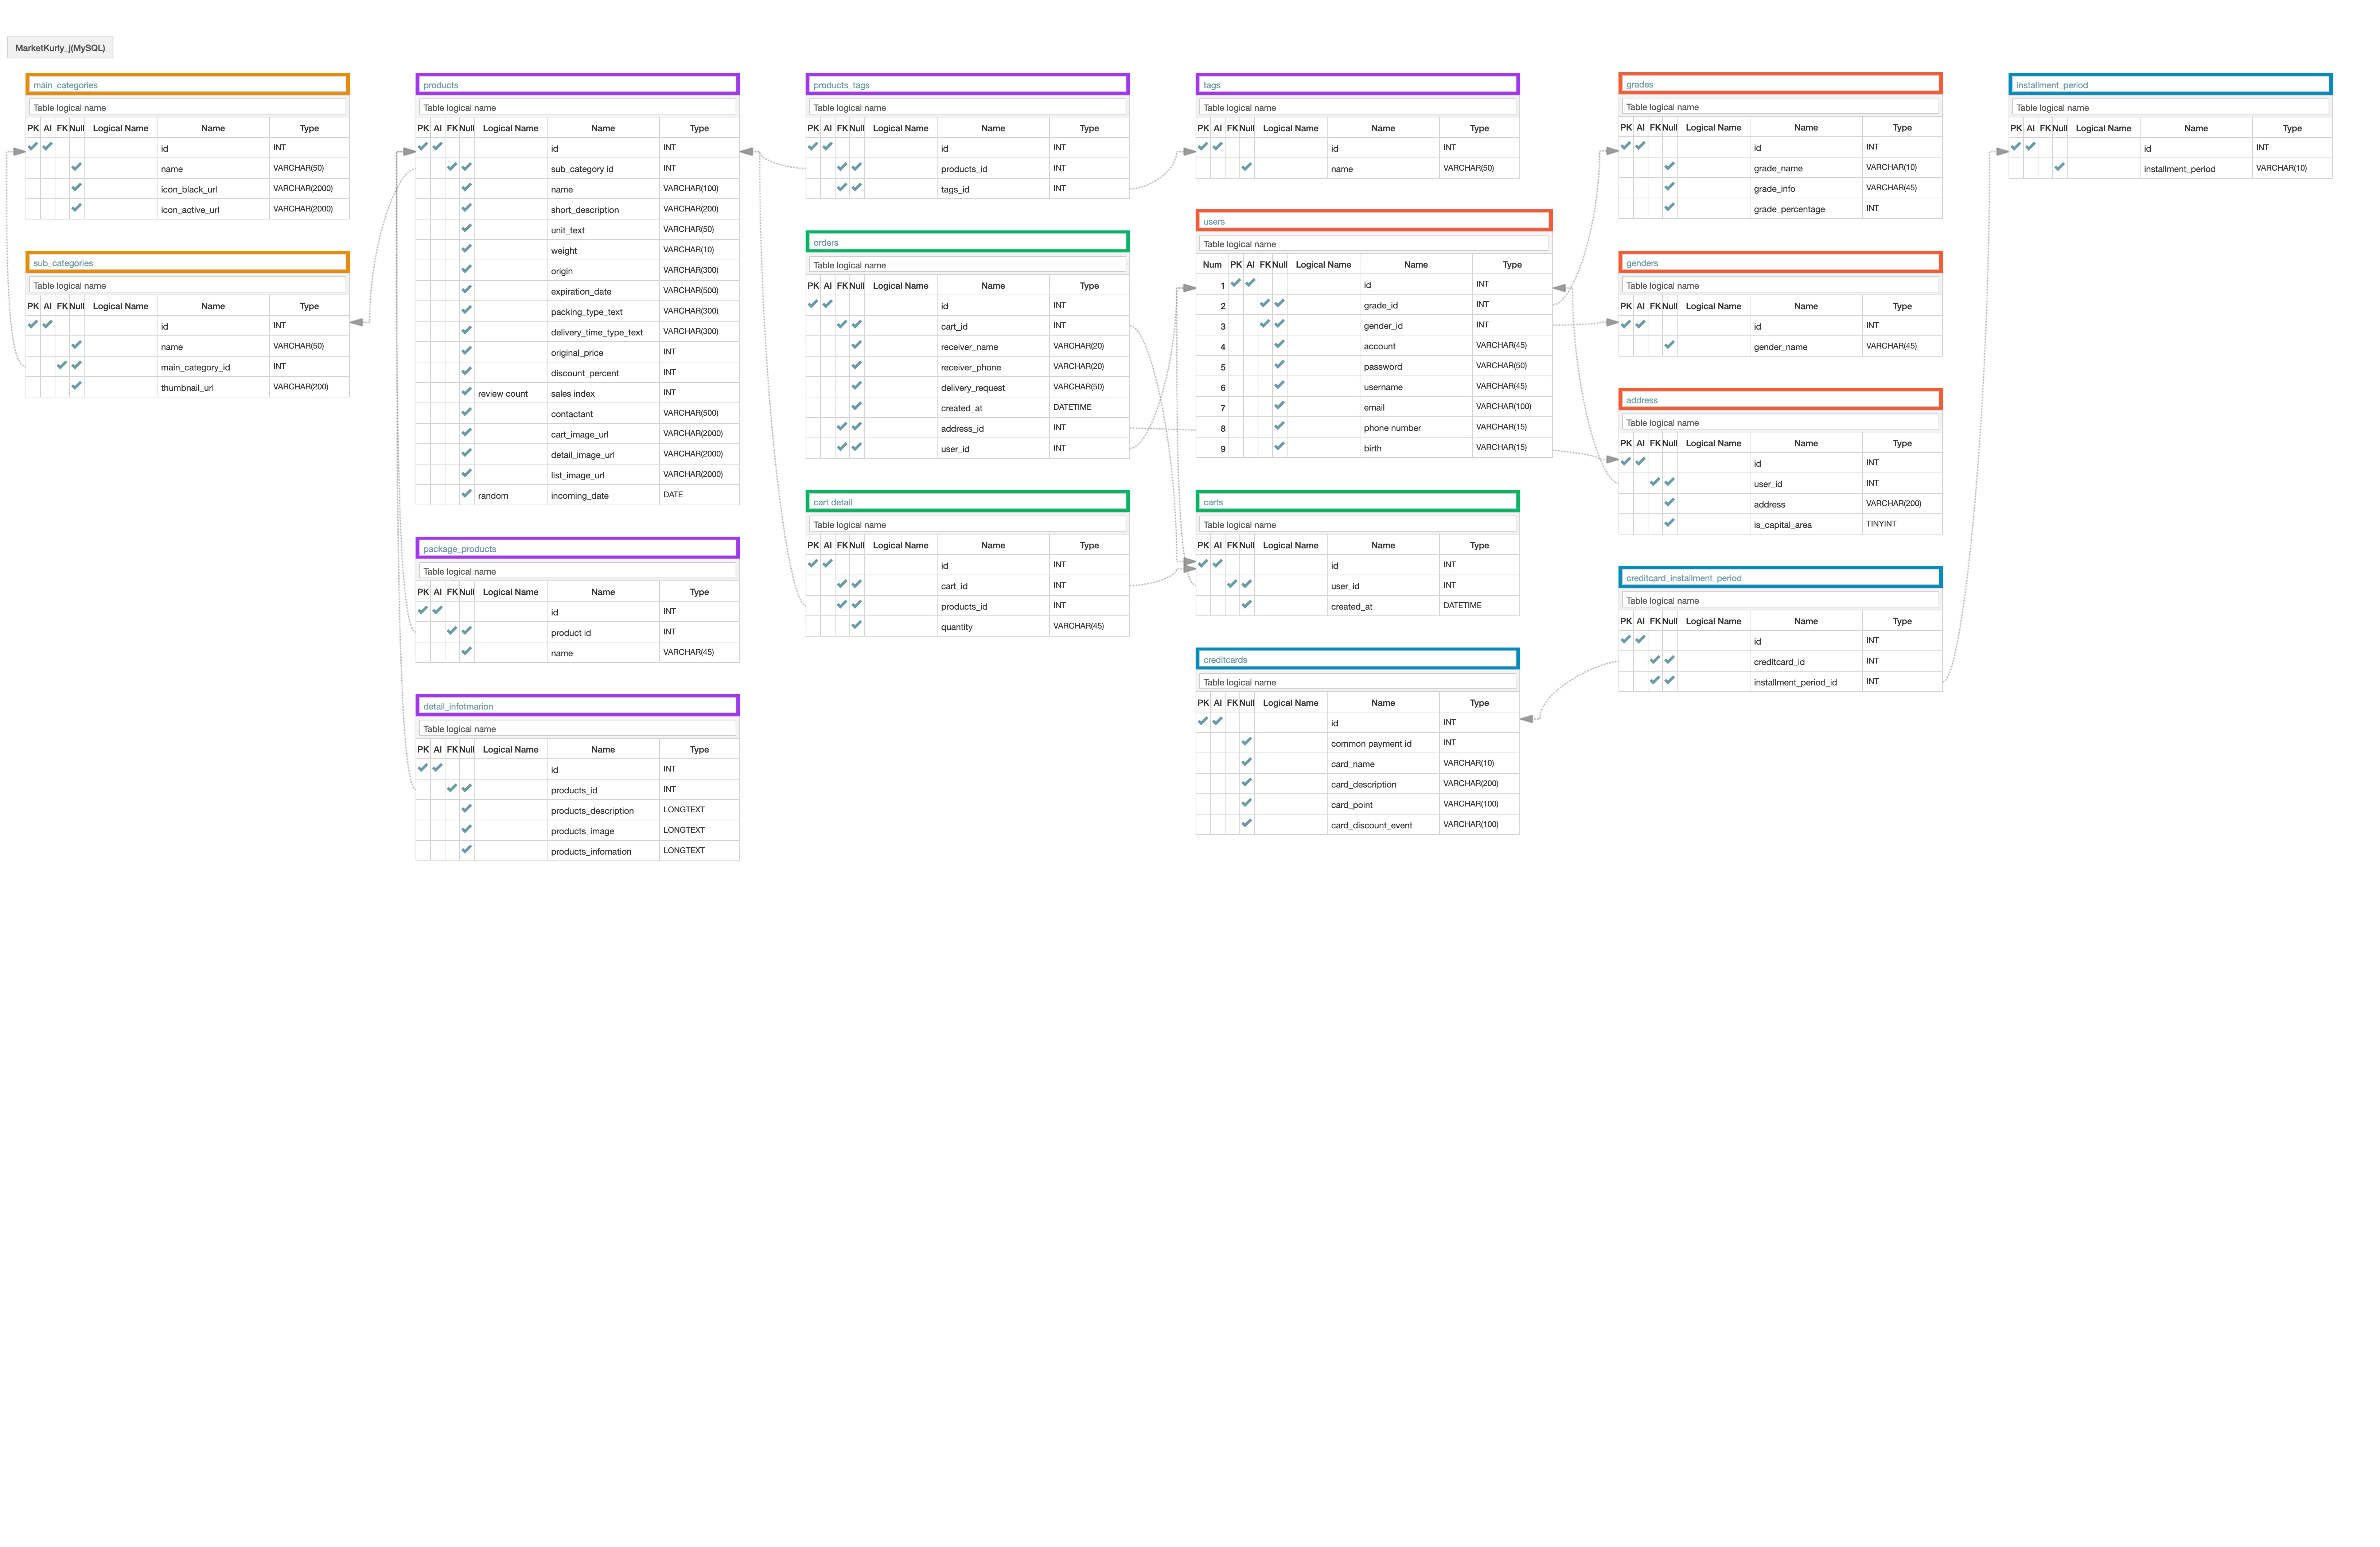 MarketKurly_j(MySQL)
main_categories
Table logical name
PK AI FK Null Logical Name Name Type
id INT
name VARCHAR(50)
icon_black_url VARCHAR(2000)
icon_active_url VARCHAR(2000)
sub_categories
Table logical name
PK AI FK Null Logical Name Name Type
id INT
name VARCHAR(50)
main_category_id INT
thumbnail_url VARCHAR(200)
products
Table logical name
PK AI FK Null Logical Name Name Type
id INT
sub_category id INT
name VARCHAR(100)
short_description VARCHAR(200)
unit_text VARCHAR(50)
weight VARCHAR(10)
origin VARCHAR(300)
expiration_date VARCHAR(500)
packing_type_text VARCHAR(300)
delivery_time_type_text VARCHAR(300)
original_price INT
discount_percent INT
review count sales index INT
contactant VARCHAR(500)
cart_image_url VARCHAR(2000)
detail_image_url VARCHAR(2000)
list_image_url VARCHAR(2000)
random incoming_date DATE
package_products
Table logical name
PK AI FK Null Logical Name Name Type
id INT
product id INT
name VARCHAR(45)
detail_infotmarion
Table logical name
PK AI FK Null Logical Name Name Type
id INT
products_id INT
products_description LONGTEXT
products_image LONGTEXT
products_infomation LONGTEXT
products_tags
Table logical name
PK AI FK Null Logical Name Name Type
id INT
products_id INT
tags_id INT
orders
Table logical name
PK AI FK Null Logical Name Name Type
id INT
cart_id INT
receiver_name VARCHAR(20)
receiver_phone VARCHAR(20)
delivery_request VARCHAR(50)
created_at DATETIME
address_id INT
user_id INT
cart detail
Table logical name
PK AI FK Null Logical Name Name Type
id INT
cart_id INT
products_id INT
quantity VARCHAR(45)
tags
Table logical name
PK AI FK Null Logical Name Name Type
id INT
name VARCHAR(50)
users
Table logical name
Num PK AI FK Null Logical Name Name Type
1 id INT
2 grade_id INT
3 gender_id INT
4 account VARCHAR(45)
5 password VARCHAR(50)
6 username VARCHAR(45)
7 email VARCHAR(100)
8 phone number VARCHAR(15)
9 birth VARCHAR(15)
carts
Table logical name
PK AI FK Null Logical Name Name Type
id INT
user_id INT
created_at DATETIME
creditcards
Table logical name
PK AI FK Null Logical Name Name Type
id INT
common payment id INT
card_name VARCHAR(10)
card_description VARCHAR(200)
card_point VARCHAR(100)
card_discount_event VARCHAR(100)
grades
Table logical name
PK AI FK Null Logical Name Name Type
id INT
grade_name VARCHAR(10)
grade_info VARCHAR(45)
grade_percentage INT
genders
Table logical name
PK AI FK Null Logical Name Name Type
id INT
gender_name VARCHAR(45)
address
Table logical name
PK AI FK Null Logical Name Name Type
id INT
user_id INT
address VARCHAR(200)
is_capital_area TINYINT
creditcard_installment_period
Table logical name
PK AI FK Null Logical Name Name Type
id INT
creditcard_id INT
installment_period_id INT
installment_period
Table logical name
PK AI FK Null Logical Name Name Type
id INT
installment_period VARCHAR(10)